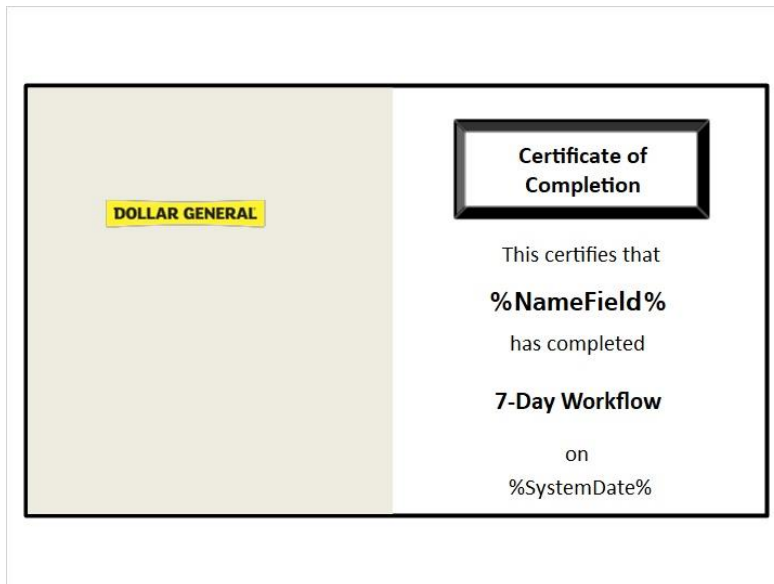 DOLLAR GENERAL
Certificate of
Completion
This certifies that
%NameField%
has completed
7-Day Workflow
on
%SystemDate%